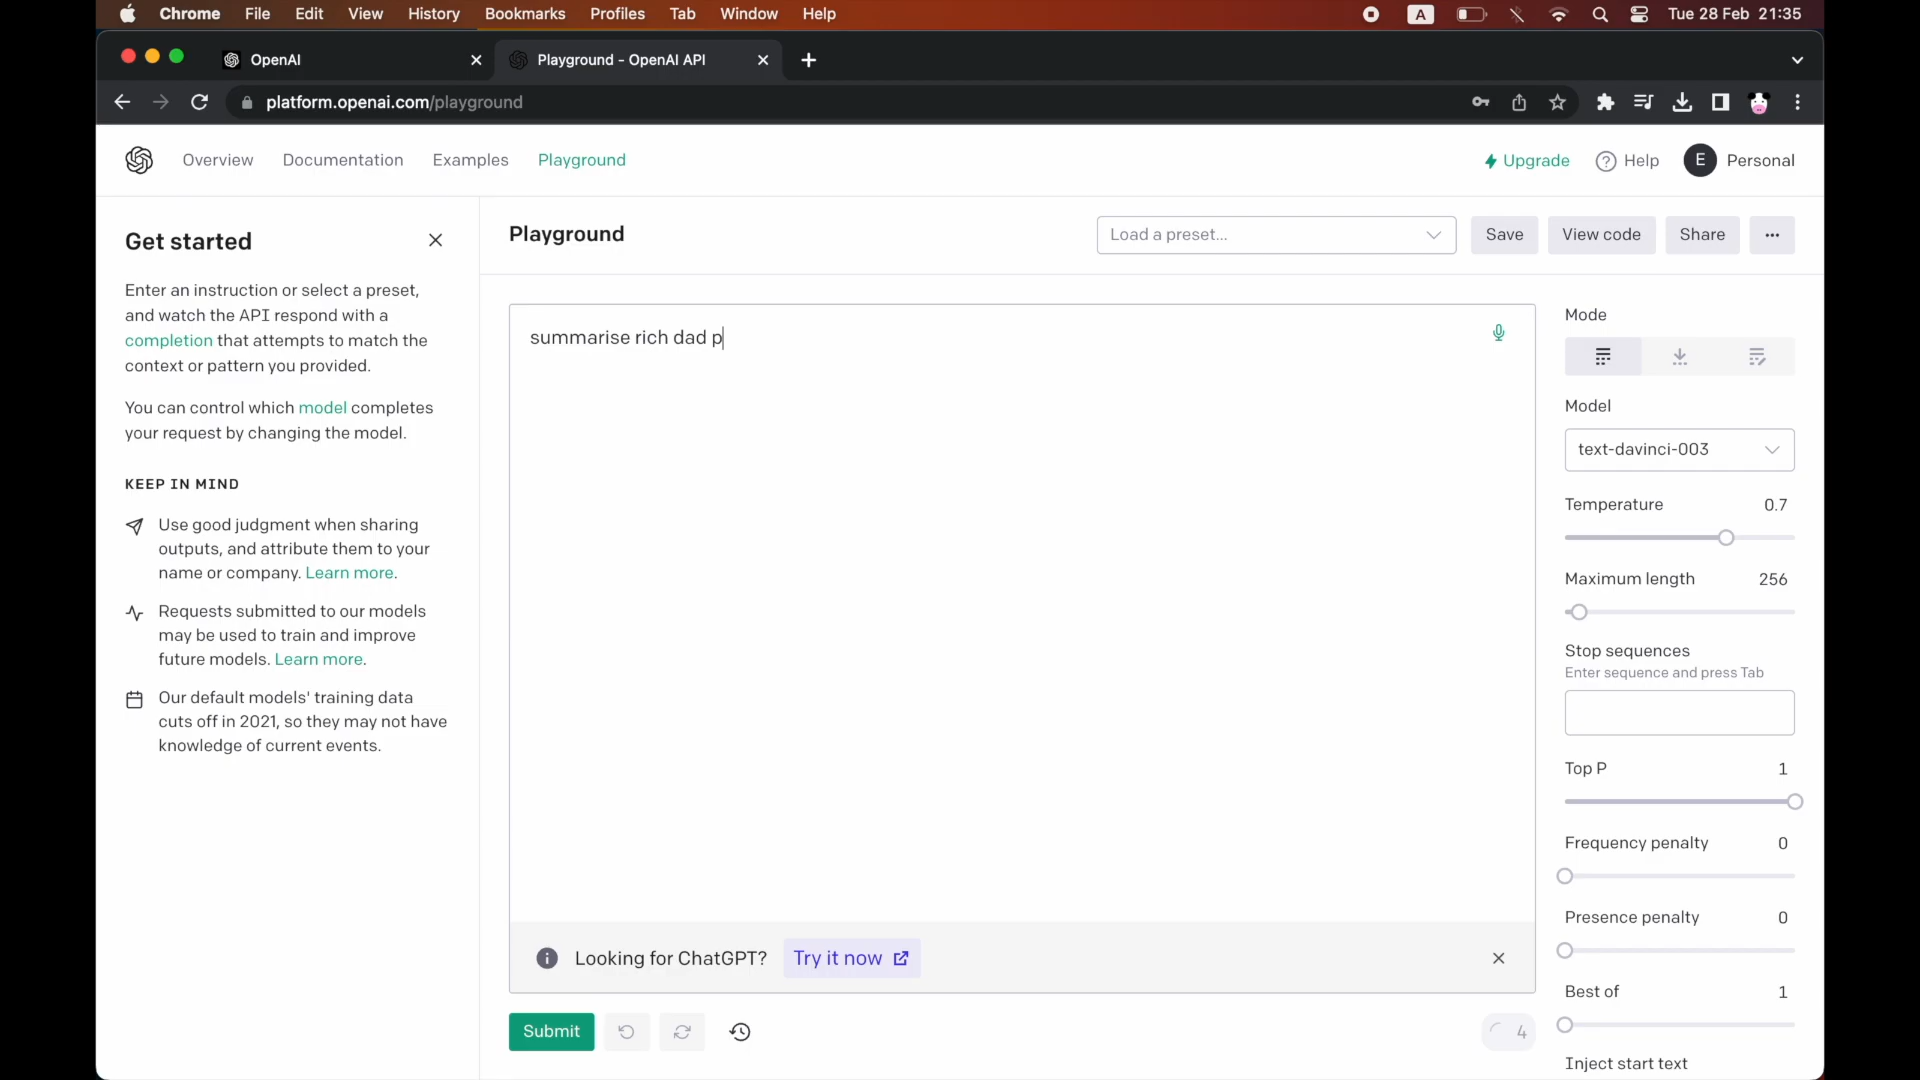 Chrome File Edit View History Bookmarks Profiles Tab Window Help A Tue 28 Feb 21:35
OpenAI Playground - OpenAI API
platform.openai.com/playground
Overview Documentation Examples Playground Upgrade Help E Personal
Get started
Enter an instruction or select a preset,
and watch the API respond with a
completion that attempts to match the
context or pattern you provided.
You can control which model completes
your request by changing the model.
KEEP IN MIND
Use good judgment when sharing
outputs, and attribute them to your
name or company. Learn more.
Requests submitted to our models
may be used to train and improve
future models. Learn more.
Our default models' training data
cuts off in 2021, so they may not have
knowledge of current events.
Playground
Load a preset...
Save
View code
Share
summarise rich dad p
Looking for ChatGPT? Try it now
Submit
4
Mode
Model
text-davinci-003
Temperature 0.7
Maximum length 256
Stop sequences
Enter sequence and press Tab
Top P 1
Frequency penalty 0
Presence penalty 0
Best of 1
Inject start text